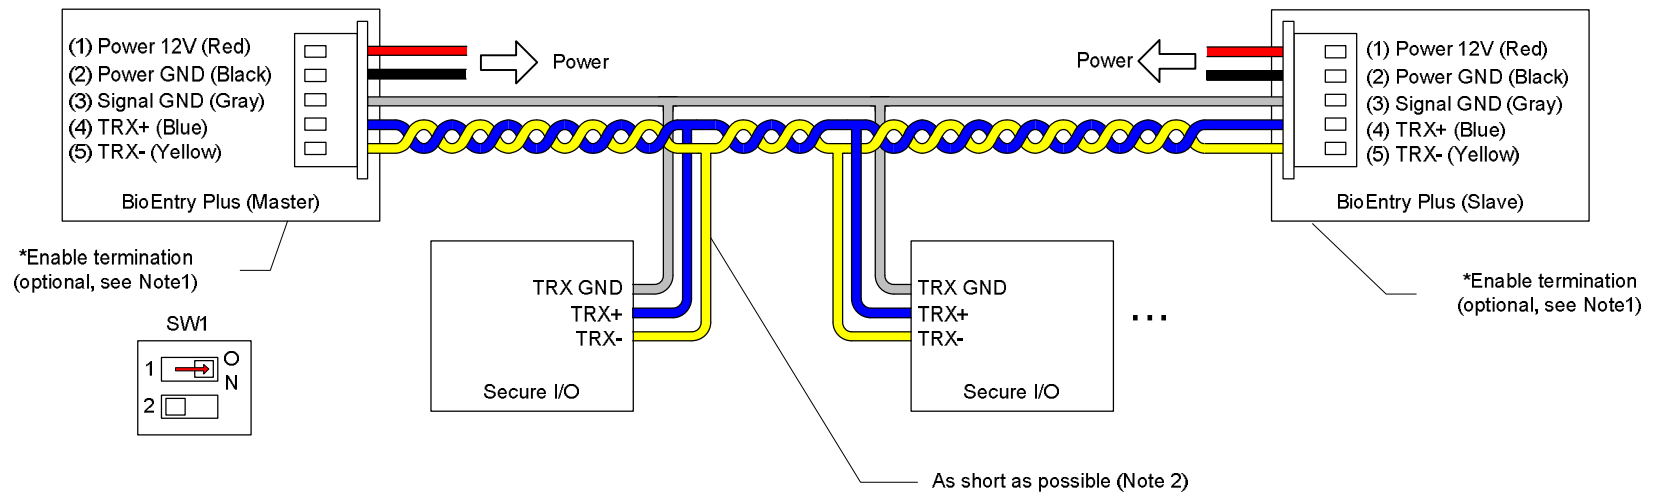 (1) Power 12V (Red)
(2) Power GND (Black)
(3) Signal GND (Gray)
(4) TRX+ (Blue)
(5) TRX- (Yellow)
BioEntry Plus (Master)
Power
Power
(1) Power 12V (Red)
(2) Power GND (Black)
(3) Signal GND (Gray)
(4) TRX+ (Blue)
(5) TRX- (Yellow)
BioEntry Plus (Slave)
*Enable termination
(optional, see Note1)
SW1
1
O
N
2
TRX GND
TRX+
TRX-
Secure I/O
TRX GND
TRX+
TRX-
Secure I/O
...
*Enable termination
(optional, see Note1)
As short as possible (Note 2)